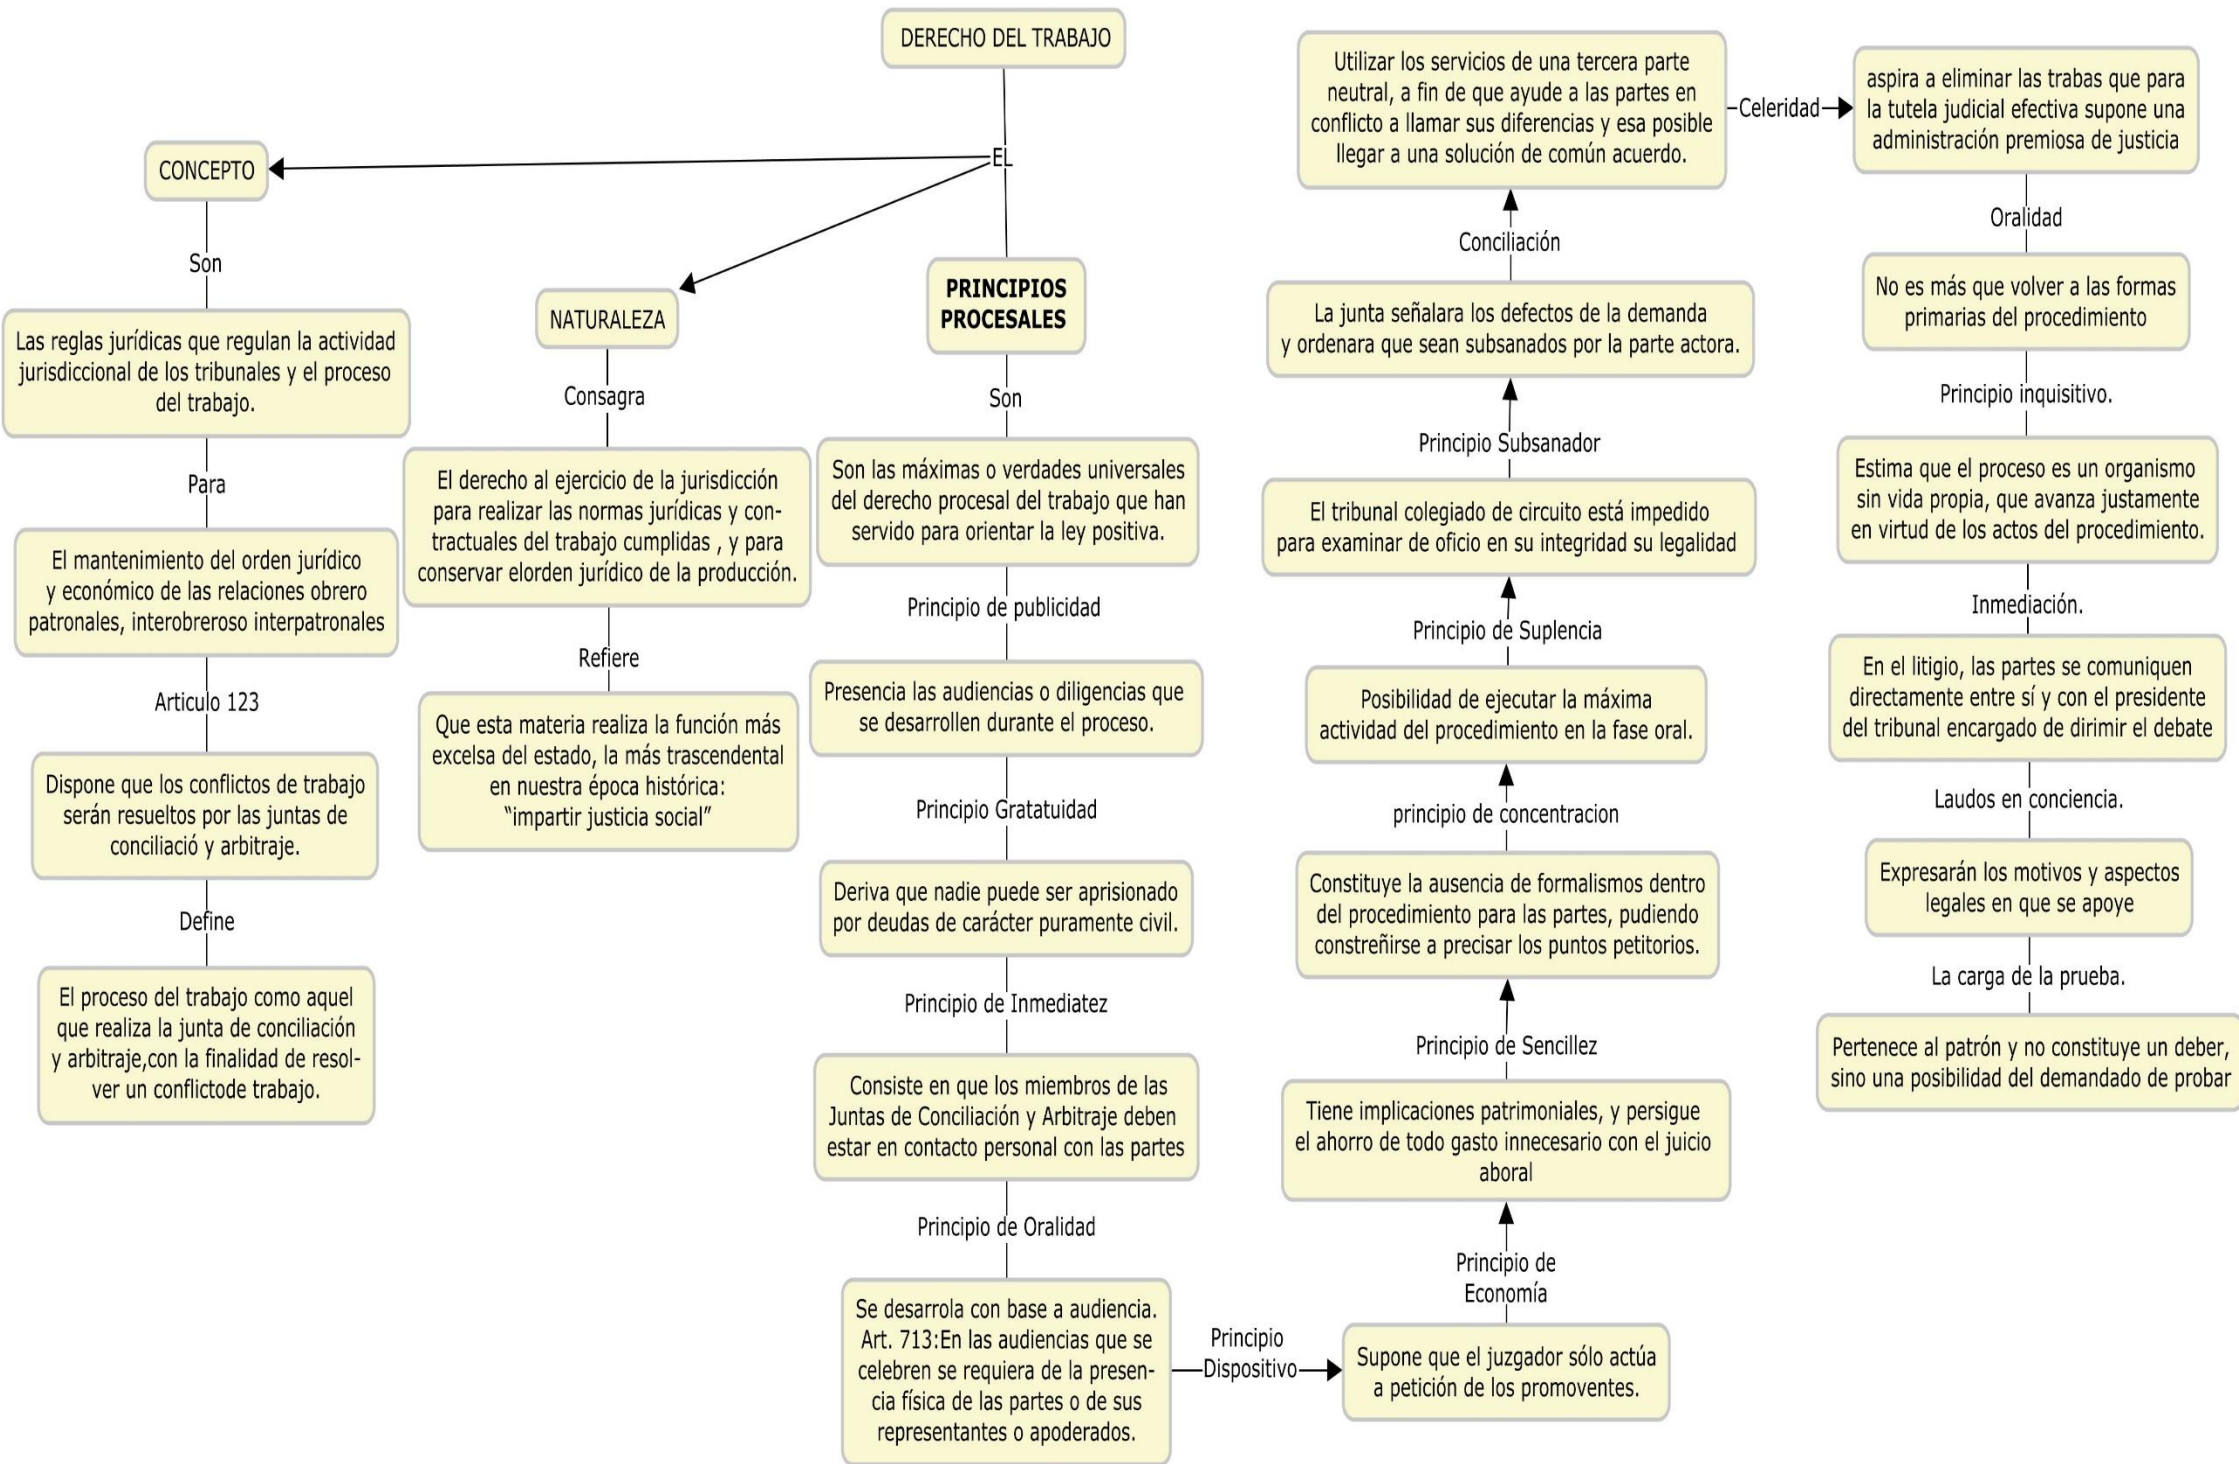 DERECHO DEL TRABAJO
EL
CONCEPTO
Son
Las reglas jurídicas que regulan la actividad
jurisdiccional de los tribunales y el proceso
del trabajo.
Para
El mantenimiento del orden jurídico
y económico de las relaciones obrero
patronales, interobreroso interpatronales
Articulo 123
Dispone que los conflictos de trabajo
serán resueltos por las juntas de
conciliació y arbitraje.
Define
El proceso del trabajo como aquel
que realiza la junta de conciliación
y arbitraje,con la finalidad de resol-
ver un conflictode trabajo.
NATURALEZA
Consagra
El derecho al ejercicio de la jurisdicción
para realizar las normas jurídicas y con-
tractuales del trabajo cumplidas , y para
conservar elorden jurídico de la producción.
Refiere
Que esta materia realiza la función más
excelsa del estado, la más trascendental
en nuestra época histórica:
“impartir justicia social”
PRINCIPIOS
PROCESALES
Son
Son las máximas o verdades universales
del derecho procesal del trabajo que han
servido para orientar la ley positiva.
Principio de publicidad
Presencia las audiencias o diligencias que
se desarrollen durante el proceso.
Principio Gratatuidad
Deriva que nadie puede ser aprisionado
por deudas de carácter puramente civil.
Principio de Inmediatez
Consiste en que los miembros de las
Juntas de Conciliación y Arbitraje deben
estar en contacto personal con las partes
Principio de Oralidad
Se desarrola con base a audiencia.
Art. 713:En las audiencias que se
celebren se requiera de la presen-
cia física de las partes o de sus
representantes o apoderados.
Principio
Dispositivo
Supone que el juzgador sólo actúa
a petición de los promoventes.
Principio de
Economía
Tiene implicaciones patrimoniales, y persigue
el ahorro de todo gasto innecesario con el juicio
aboral
Principio de Sencillez
Constituye la ausencia de formalismos dentro
del procedimiento para las partes, pudiendo
constreñirse a precisar los puntos petitorios.
principio de concentracion
Posibilidad de ejecutar la máxima
actividad del procedimiento en la fase oral.
Principio de Suplencia
El tribunal colegiado de circuito está impedido
para examinar de oficio en su integridad su legalidad
Principio Subsanador
La junta señalara los defectos de la demanda
y ordenara que sean subsanados por la parte actora.
Conciliación
Utilizar los servicios de una tercera parte
neutral, a fin de que ayude a las partes en
conflicto a llamar sus diferencias y esa posible
llegar a una solución de común acuerdo.
Celeridad
aspira a eliminar las trabas que para
la tutela judicial efectiva supone una
administración premiosa de justicia
Oralidad
No es más que volver a las formas
primarias del procedimiento
Principio inquisitivo.
Estima que el proceso es un organismo
sin vida propia, que avanza justamente
en virtud de los actos del procedimiento.
Inmediación.
En el litigio, las partes se comuniquen
directamente entre sí y con el presidente
del tribunal encargado de dirimir el debate
Laudos en conciencia.
Expresarán los motivos y aspectos
legales en que se apoye
La carga de la prueba.
Pertenece al patrón y no constituye un deber,
sino una posibilidad del demandado de probar